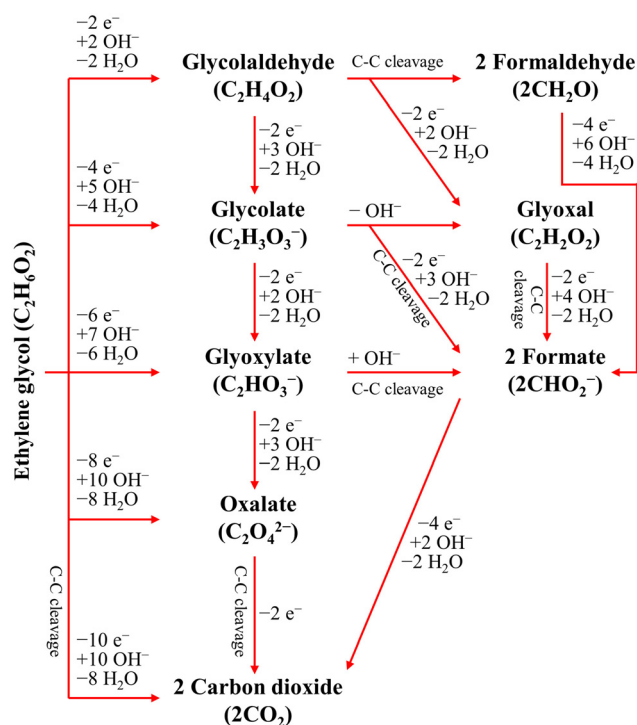 −2 e⁻
+2 OH⁻
−2 H₂O
Glycolaldehyde
(C₂H₄O₂)
C-C cleavage
2 Formaldehyde
(2CH₂O)
−2 e⁻
+3 OH⁻
−2 H₂O
−2 e⁻
+2 OH⁻
−2 H₂O
−4 e⁻
+6 OH⁻
−4 H₂O
−4 e⁻
+5 OH⁻
−4 H₂O
Glycolate
(C₂H₃O₃⁻)
− OH⁻
Glyoxal
(C₂H₂O₂)
−2 e⁻
+2 OH⁻
−2 H₂O
C-C cleavage
−2 e⁻
+3 OH⁻
−2 H₂O
C-C
cleavage
−2 e⁻
+4 OH⁻
−2 H₂O
Ethylene glycol (C₂H₆O₂)
−6 e⁻
+7 OH⁻
−6 H₂O
Glyoxylate
(C₂HO₃⁻)
+ OH⁻
C-C cleavage
2 Formate
(2CHO₂⁻)
−2 e⁻
+3 OH⁻
−2 H₂O
−8 e⁻
+10 OH⁻
−8 H₂O
Oxalate
(C₂O₄²⁻)
−4 e⁻
+2 OH⁻
−2 H₂O
C-C cleavage
C-C cleavage
−2 e⁻
−10 e⁻
+10 OH⁻
−8 H₂O
2 Carbon dioxide
(2CO₂)